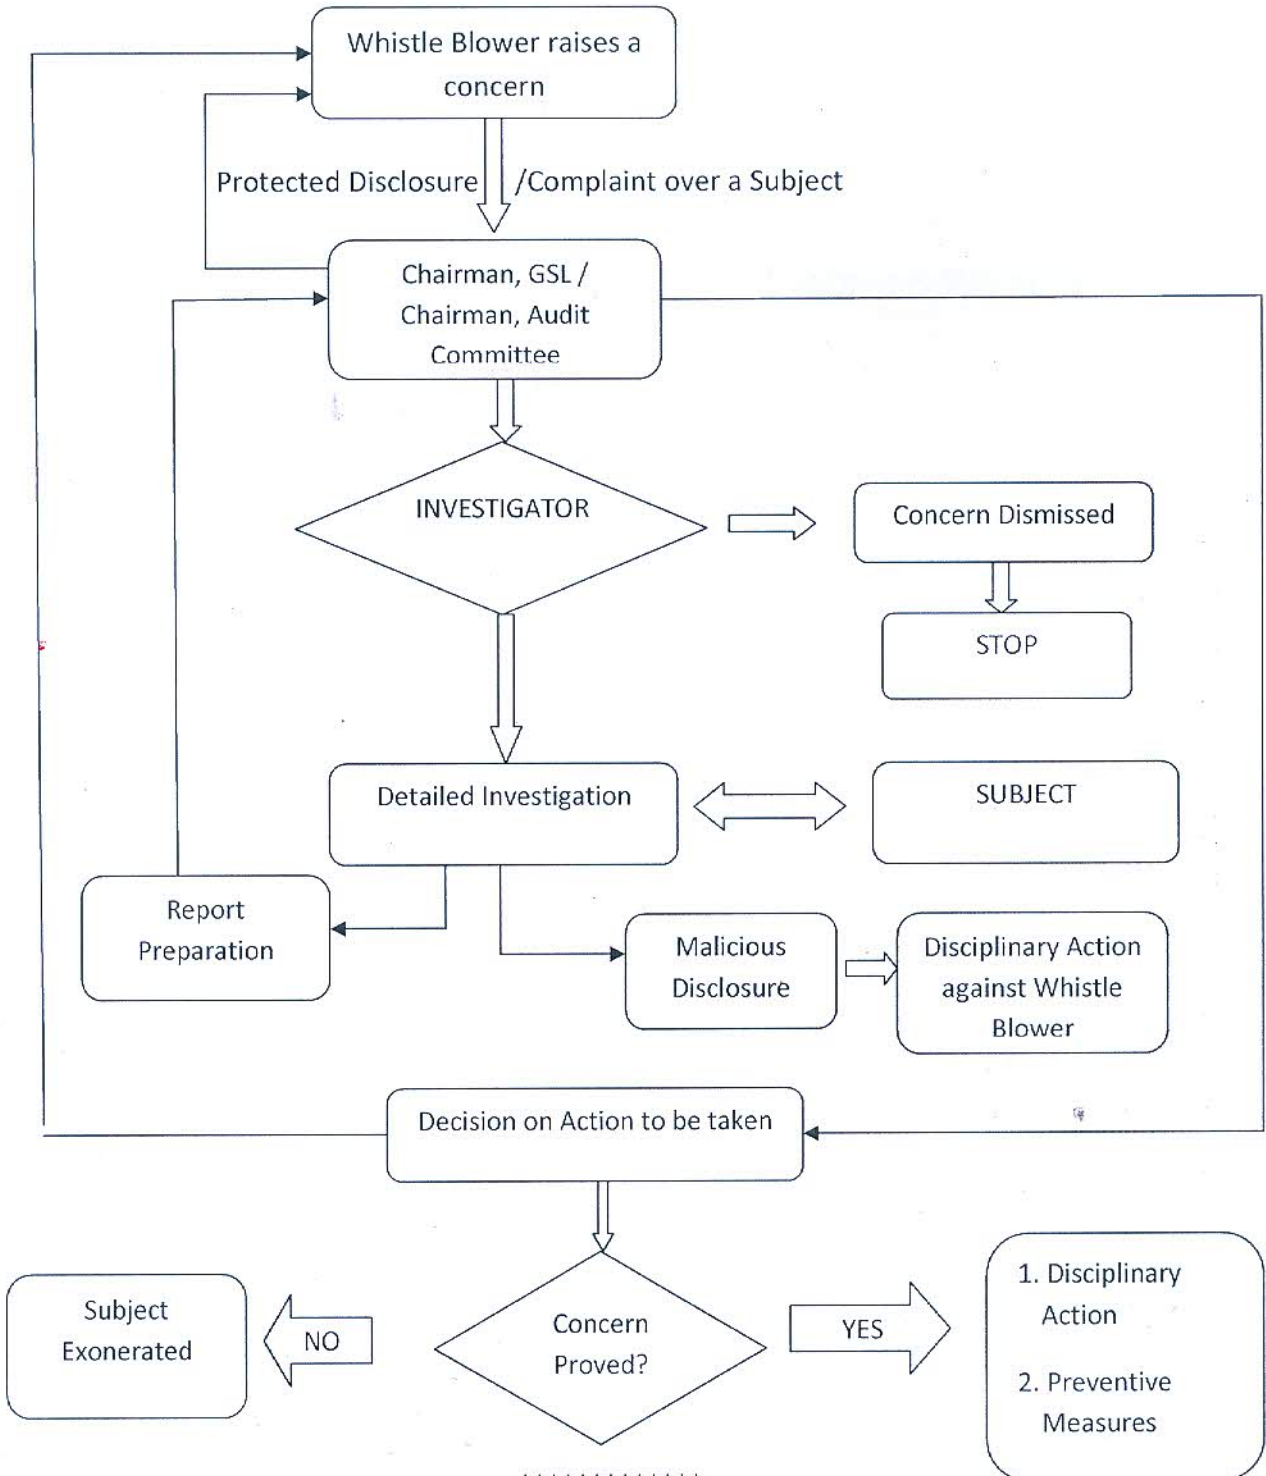 Whistle Blower raises a
concern
Protected Disclosure /Complaint over a Subject
Chairman, GSL /
Chairman, Audit
Committee
INVESTIGATOR
Concern Dismissed
STOP
Detailed Investigation
SUBJECT
Report
Preparation
Malicious
Disclosure
Disciplinary Action
against Whistle
Blower
Decision on Action to be taken
Subject
Exonerated
NO
Concern
Proved?
YES
1. Disciplinary
Action
2. Preventive
Measures